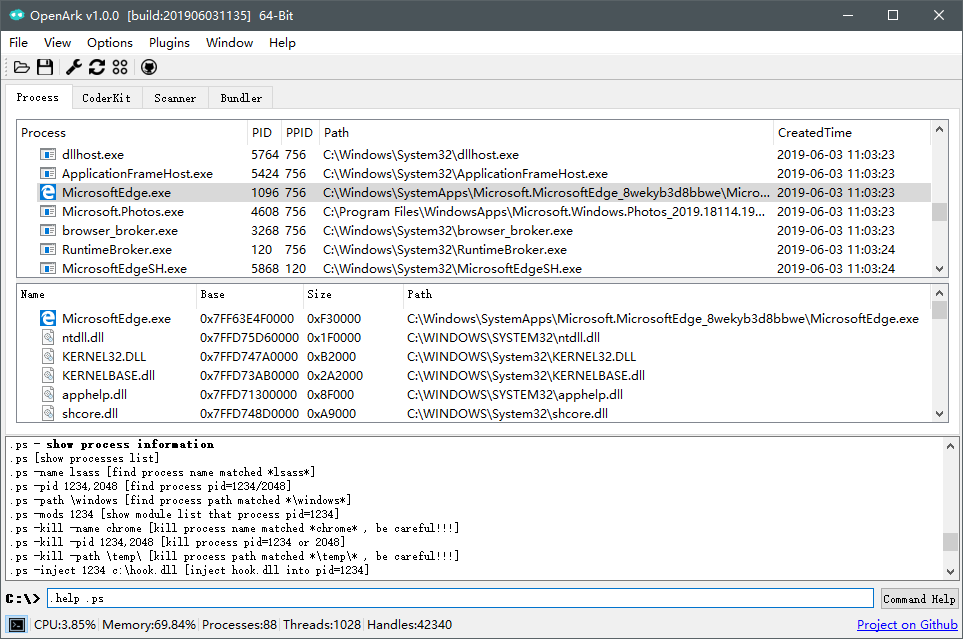 OpenArk v1.0.0 [build:201906031135] 64-Bit
File View Options Plugins Window Help
Process CoderKit Scanner Bundler
Process PID PPID Path CreatedTime
dllhost.exe 5764 756 C:\Windows\System32\dllhost.exe 2019-06-03 11:03:23
ApplicationFrameHost.exe 5424 756 C:\Windows\System32\ApplicationFrameHost.exe 2019-06-03 11:03:23
MicrosoftEdge.exe 1096 756 C:\Windows\SystemApps\Microsoft.MicrosoftEdge_8wekyb3d8bbwe\Micro... 2019-06-03 11:03:23
Microsoft.Photos.exe 4608 756 C:\Program Files\WindowsApps\Microsoft.Windows.Photos_2019.18114.19... 2019-06-03 11:03:23
browser_broker.exe 3268 756 C:\Windows\System32\browser_broker.exe 2019-06-03 11:03:23
RuntimeBroker.exe 120 756 C:\Windows\System32\RuntimeBroker.exe 2019-06-03 11:03:24
MicrosoftEdgeSH.exe 5868 120 C:\Windows\System32\MicrosoftEdgeSH.exe 2019-06-03 11:03:24
Name Base Size Path
MicrosoftEdge.exe 0x7FF63E4F0000 0xF30000 C:\Windows\SystemApps\Microsoft.MicrosoftEdge_8wekyb3d8bbwe\MicrosoftEdge.exe
ntdll.dll 0x7FFD75D60000 0x1F0000 C:\WINDOWS\SYSTEM32\ntdll.dll
KERNEL32.DLL 0x7FFD747A0000 0xB2000 C:\WINDOWS\System32\KERNEL32.DLL
KERNELBASE.dll 0x7FFD73AB0000 0x2A2000 C:\WINDOWS\System32\KERNELBASE.dll
apphelp.dll 0x7FFD71300000 0x8F000 C:\WINDOWS\SYSTEM32\apphelp.dll
shcore.dll 0x7FFD748D0000 0xA9000 C:\WINDOWS\System32\shcore.dll
.ps - show process information
.ps [show processes list]
.ps -name lsass [find process name matched *lsass*]
.ps -pid 1234,2048 [find process pid=1234/2048]
.ps -path \windows [find process path matched *\windows*]
.ps -mods 1234 [show module list that process pid=1234]
.ps -kill -name chrome [kill process name matched *chrome* , be careful!!!]
.ps -kill -pid 1234,2048 [kill process pid=1234 or 2048]
.ps -kill -path \temp\ [kill process path matched *\temp\* , be careful!!!]
.ps -inject 1234 c:\hook.dll [inject hook.dll into pid=1234]
C:\> .help .ps Command Help
CPU:3.85% Memory:69.84% Processes:88 Threads:1028 Handles:42340 Project on Github